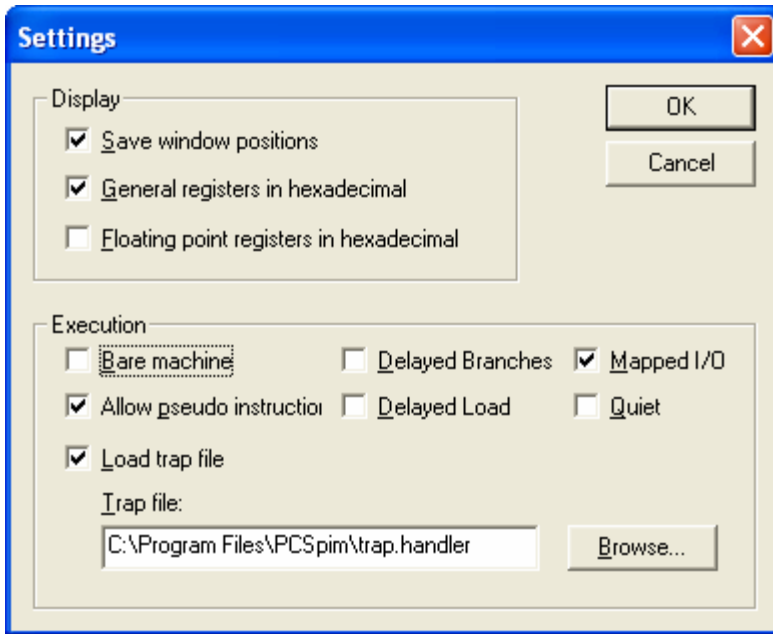 Settings
Display
OK
Save window positions
Cancel
General registers in hexadecimal
Floating point registers in hexadecimal
Execution
Bare machine Delayed Branches Mapped I/O
Allow pseudo instruction Delayed Load Quiet
Load trap file
Trap file:
C:\Program Files\PCSpim\trap.handler Browse...